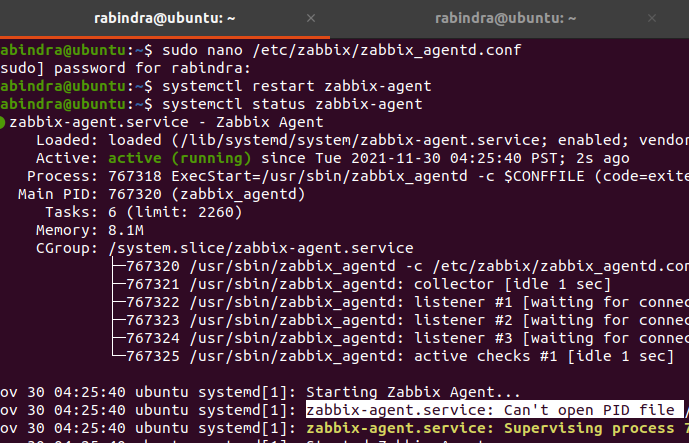 rabindra@ubuntu: ~ × rabindra@ubuntu: ~ ×
abindra@ubuntu:~$ sudo nano /etc/zabbix/zabbix_agentd.conf
sudo] password for rabindra:
abindra@ubuntu:~$ systemctl restart zabbix-agent
abindra@ubuntu:~$ systemctl status zabbix-agent
● zabbix-agent.service - Zabbix Agent
Loaded: loaded (/lib/systemd/system/zabbix-agent.service; enabled; vendor
Active: active (running) since Tue 2021-11-30 04:25:40 PST; 2s ago
Process: 767318 ExecStart=/usr/sbin/zabbix_agentd -c $CONFFILE (code=exite
Main PID: 767320 (zabbix_agentd)
Tasks: 6 (limit: 2260)
Memory: 8.1M
CGroup: /system.slice/zabbix-agent.service
├─767320 /usr/sbin/zabbix_agentd -c /etc/zabbix/zabbix_agentd.con
├─767321 /usr/sbin/zabbix_agentd: collector [idle 1 sec]
├─767322 /usr/sbin/zabbix_agentd: listener #1 [waiting for connec
├─767323 /usr/sbin/zabbix_agentd: listener #2 [waiting for connec
├─767324 /usr/sbin/zabbix_agentd: listener #3 [waiting for connec
└─767325 /usr/sbin/zabbix_agentd: active checks #1 [idle 1 sec]
ov 30 04:25:40 ubuntu systemd[1]: Starting Zabbix Agent...
ov 30 04:25:40 ubuntu systemd[1]: zabbix-agent.service: Can't open PID file /
ov 30 04:25:40 ubuntu systemd[1]: zabbix-agent.service: Supervising process 7